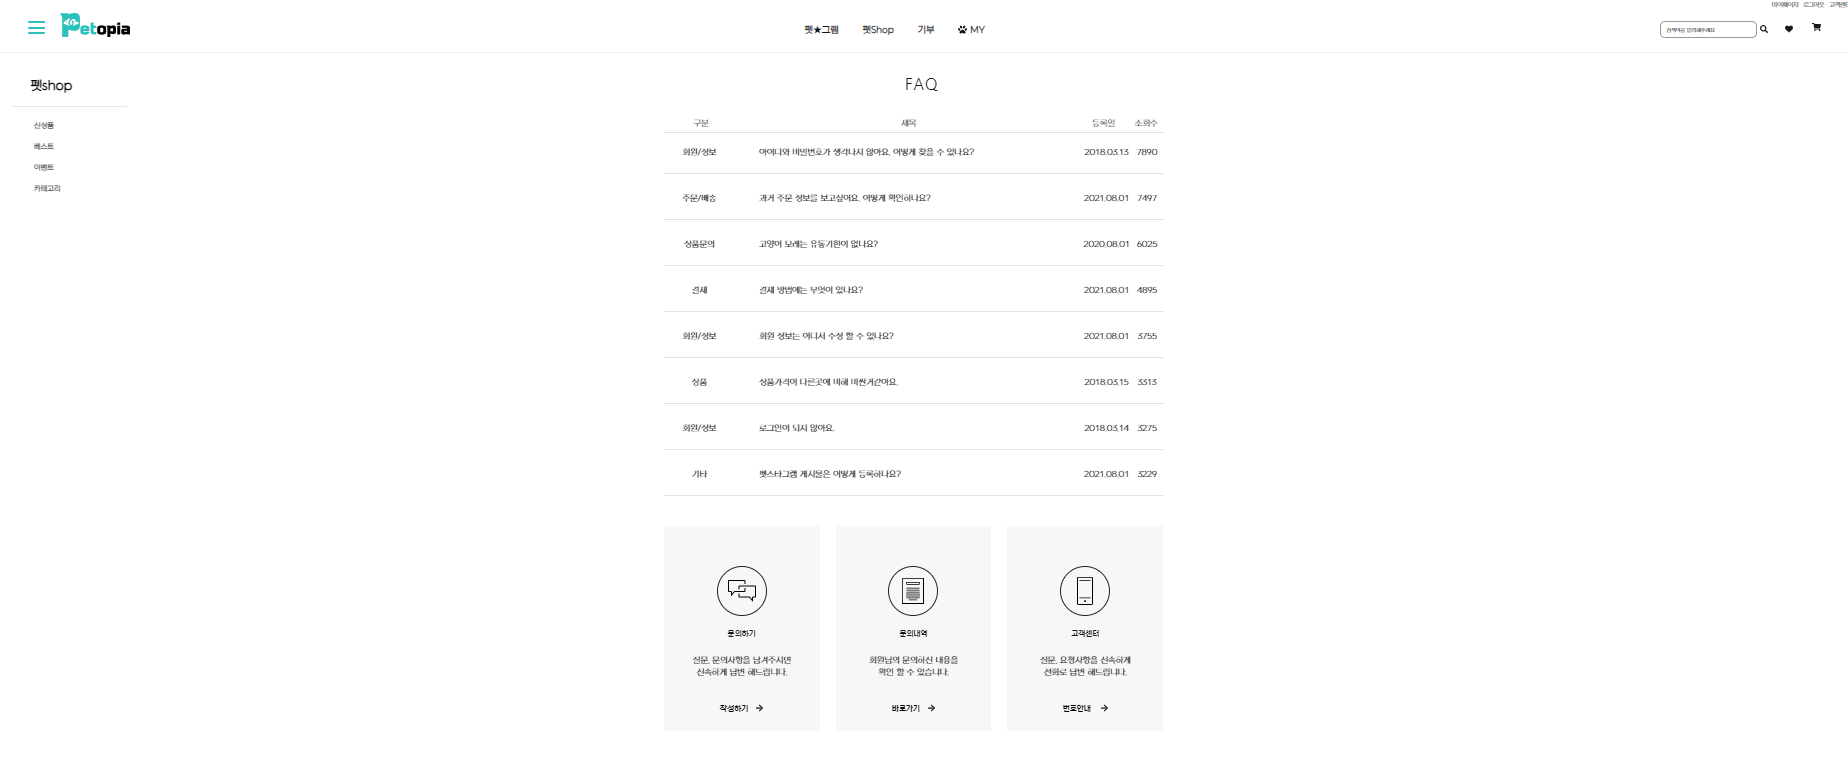 마이페이지 로그아웃 고객센
Petopia
펫★그램 펫Shop 기부 MY
검색어를 입력해주세요
펫shop
신상품
베스트
이벤트
카테고리
FAQ
구분 제목 등록일 조회수
회원/정보 아이디와 비밀번호가 생각나지 않아요. 어떻게 찾을 수 있나요? 2018.03.13 7890
주문/배송 과거 주문 정보를 보고싶어요. 어떻게 확인하나요? 2021.08.01 7497
상품문의 고양이 모래는 유통기한이 없나요? 2020.08.01 6025
결제 결제 방법에는 무엇이 있나요? 2021.08.01 4895
회원/정보 회원 정보는 어디서 수정 할 수 있나요? 2021.08.01 3755
상품 상품가격이 다른곳에 비해 비싼거같아요. 2018.03.15 3313
회원/정보 로그인이 되지 않아요. 2018.03.14 3275
기타 펫스타그램 게시물은 어떻게 등록하나요? 2021.08.01 3229
문의하기
질문, 문의사항을 남겨주시면
신속하게 답변 해드립니다.
작성하기 →
문의내역
회원님의 문의하신 내용을
확인 할 수 있습니다.
바로가기 →
고객센터
질문, 요청사항을 신속하게
전화로 답변 해드립니다.
번호안내 →